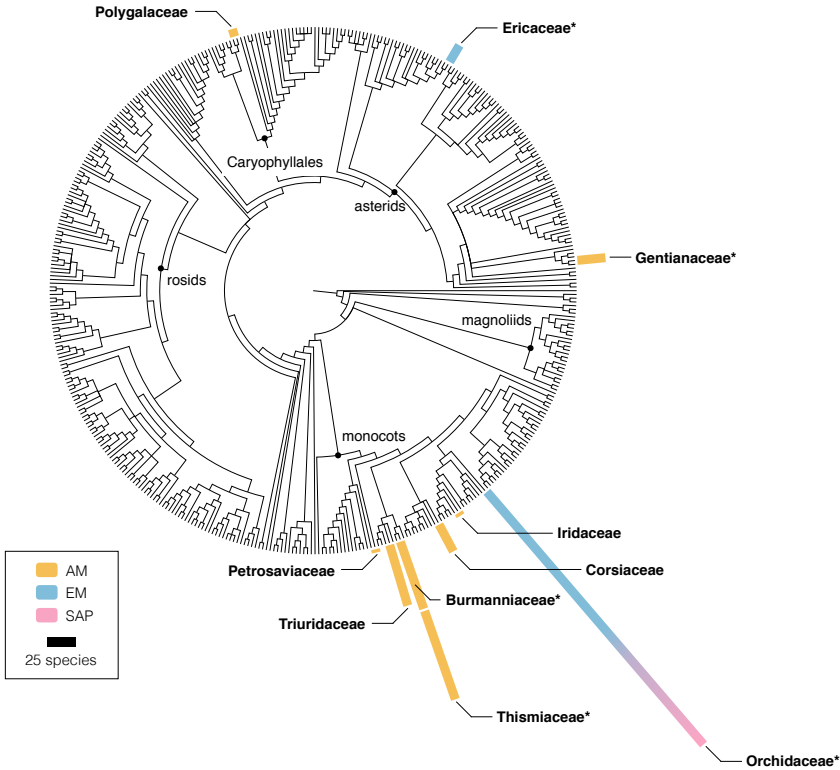 Polygalaceae
Ericaceae*
Caryophyllales
asterids
Gentianaceae*
rosids
magnoliids
monocots
Iridaceae
Petrosaviaceae
Corsiaceae
AM
EM
SAP
25 species
Burmanniaceae*
Triuridaceae
Thismiaceae*
Orchidaceae*